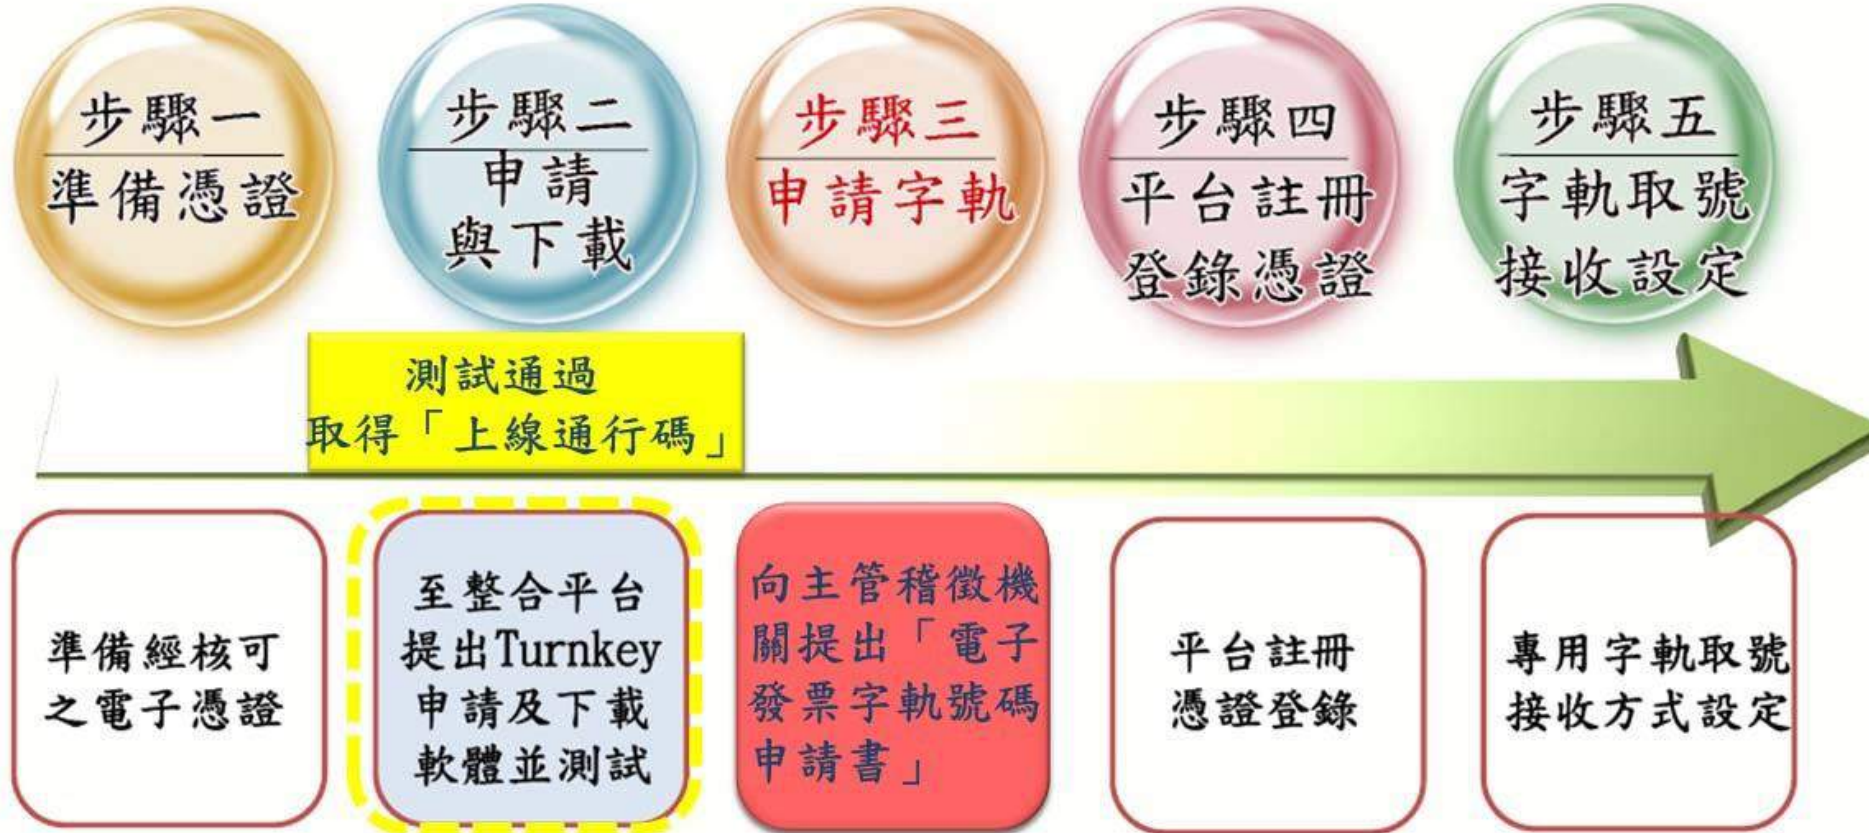 步驟一
準備憑證
步驟二
申請
與下載
步驟三
申請字軌
步驟四
平台註冊
登錄憑證
步驟五
字軌取號
接收設定
測試通過
取得「上線通行碼」
準備經核可
之電子憑證
至整合平台
提出Turnkey
申請及下載
軟體並測試
向主管稽徵機
關提出「電子
發票字軌號碼
申請書」
平台註冊
憑證登錄
專用字軌取號
接收方式設定